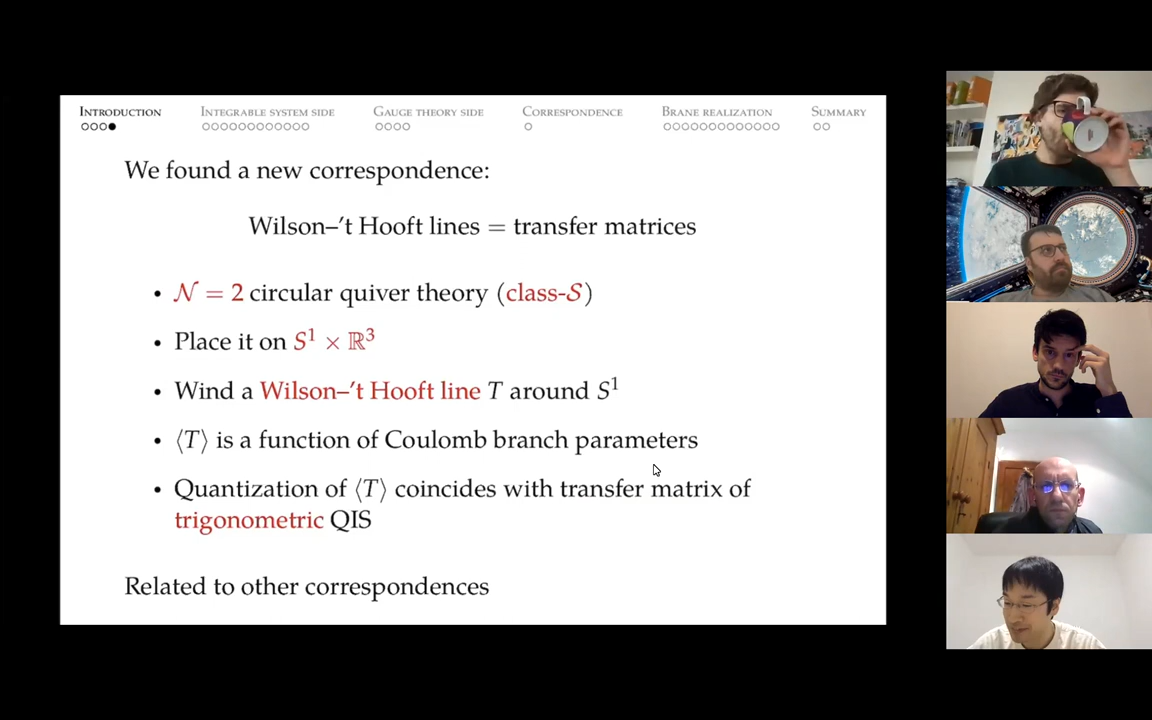 INTRODUCTION INTEGRABLE SYSTEM SIDE GAUGE THEORY SIDE CORRESPONDENCE BRANE REALIZATION SUMMARY
We found a new correspondence:
Wilson–'t Hooft lines = transfer matrices
• 𝒩 = 2 circular quiver theory (class-𝒮)
• Place it on S¹ × ℝ³
• Wind a Wilson–'t Hooft line T around S¹
• ⟨T⟩ is a function of Coulomb branch parameters
• Quantization of ⟨T⟩ coincides with transfer matrix of
trigonometric QIS
Related to other correspondences